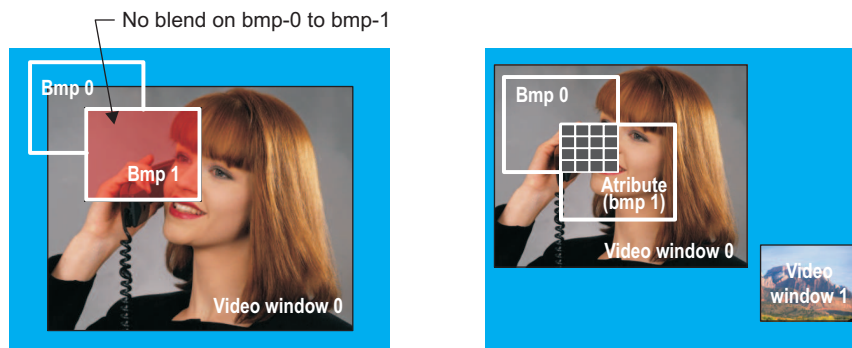 No blend on bmp-0 to bmp-1
Bmp 0
Bmp 1
Video window 0
Bmp 0
Atribute
(bmp 1)
Video window 0
Video
window 1